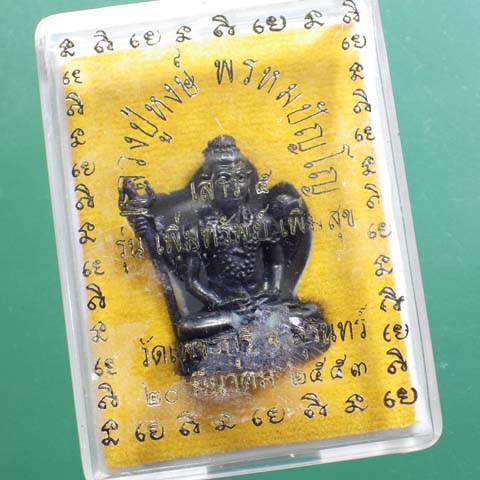 หลวงปู่หงษ์ พรหมปัญโญ
เสาร์ ๕
รุ่น เพิ่มทรัพย์ เพิ่มสุข
วัดเพชรบุรี จ.สุรินทร์
๒๐ มีนาคม ๒๕๕๓